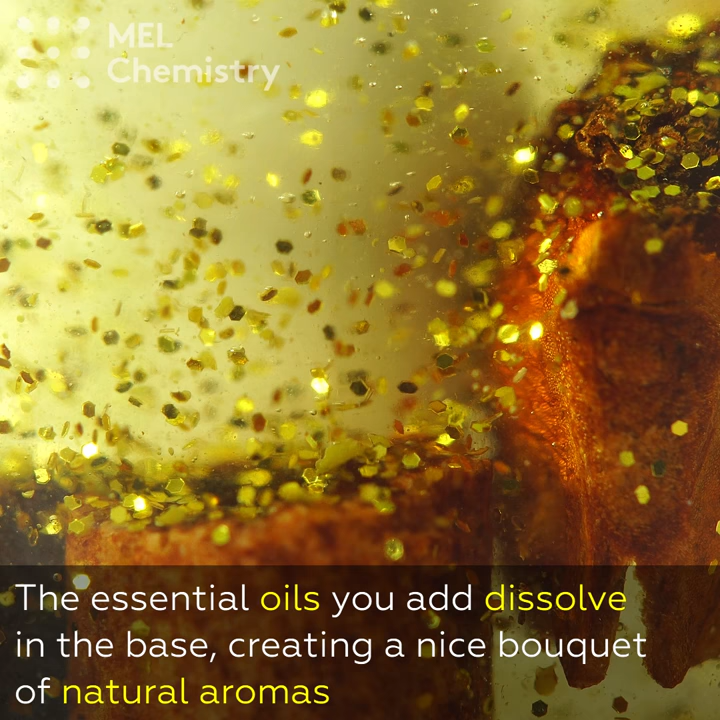 MEL
Chemistry
The essential oils you add dissolve
in the base, creating a nice bouquet
of natural aromas